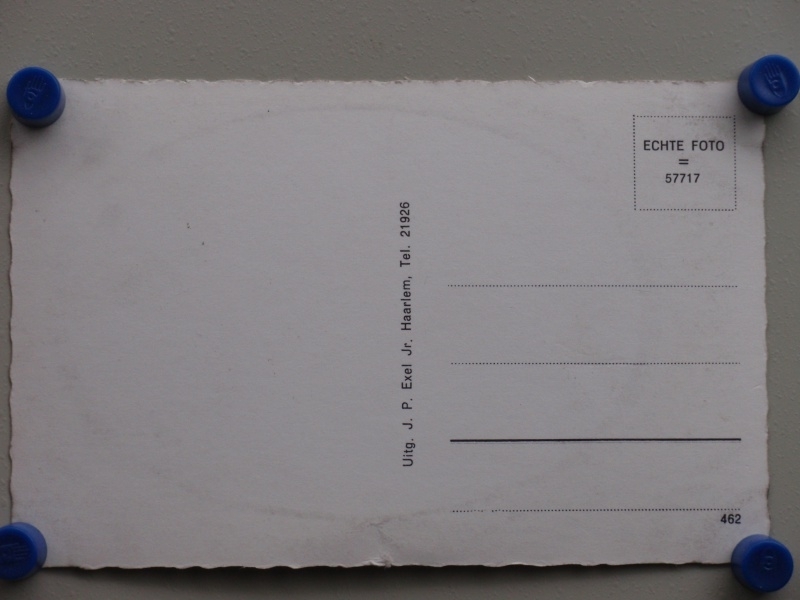 ECHTE FOTO
=
57717
Uitg. J. P. Exel Jr. Haarlem, Tel. 21926
462